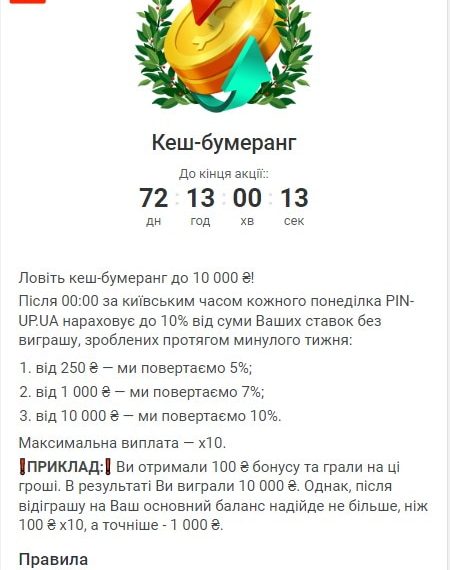 Кеш-бумеранг
До кінця акції::
72 : 13 : 00 : 13
дн год хв сек
Ловіть кеш-бумеранг до 10 000 ₴!
Після 00:00 за київським часом кожного понеділка PIN-
UP.UA нараховує до 10% від суми Ваших ставок без
виграшу, зроблених протягом минулого тижня:
1. від 250 ₴ — ми повертаємо 5%;
2. від 1 000 ₴ — ми повертаємо 7%;
3. від 10 000 ₴ — ми повертаємо 10%.
Максимальна виплата — x10.
❗ПРИКЛАД:❗ Ви отримали 100 ₴ бонусу та грали на ці
гроші. В результаті Ви виграли 10 000 ₴. Однак, після
відіграшу на Ваш основний баланс надійде не більше, ніж
100 ₴ x10, а точніше - 1 000 ₴.
Правила